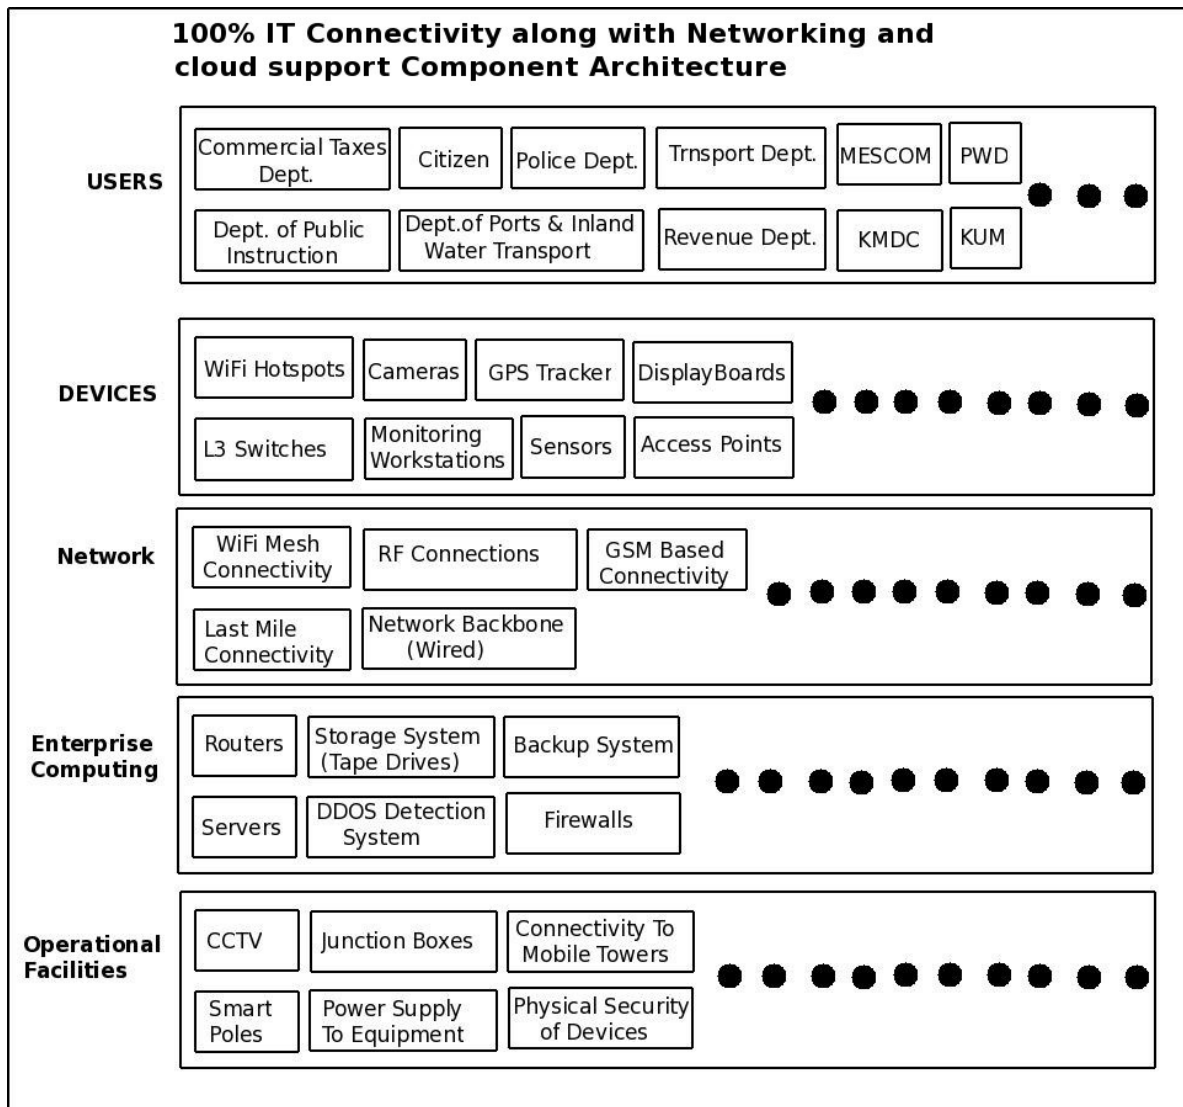 100% IT Connectivity along with Networking and
cloud support Component Architecture
USERS
Commercial Taxes
Dept.
Citizen
Police Dept.
Trnsport Dept.
MESCOM
PWD
Dept. of Public
Instruction
Dept.of Ports & Inland
Water Transport
Revenue Dept.
KMDC
KUM
DEVICES
WiFi Hotspots
Cameras
GPS Tracker
DisplayBoards
L3 Switches
Monitoring
Workstations
Sensors
Access Points
Network
WiFi Mesh
Connectivity
RF Connections
GSM Based
Connectivity
Last Mile
Connectivity
Network Backbone
(Wired)
Enterprise
Computing
Routers
Storage System
(Tape Drives)
Backup System
Servers
DDOS Detection
System
Firewalls
Operational
Facilities
CCTV
Junction Boxes
Connectivity To
Mobile Towers
Smart
Poles
Power Supply
To Equipment
Physical Security
of Devices